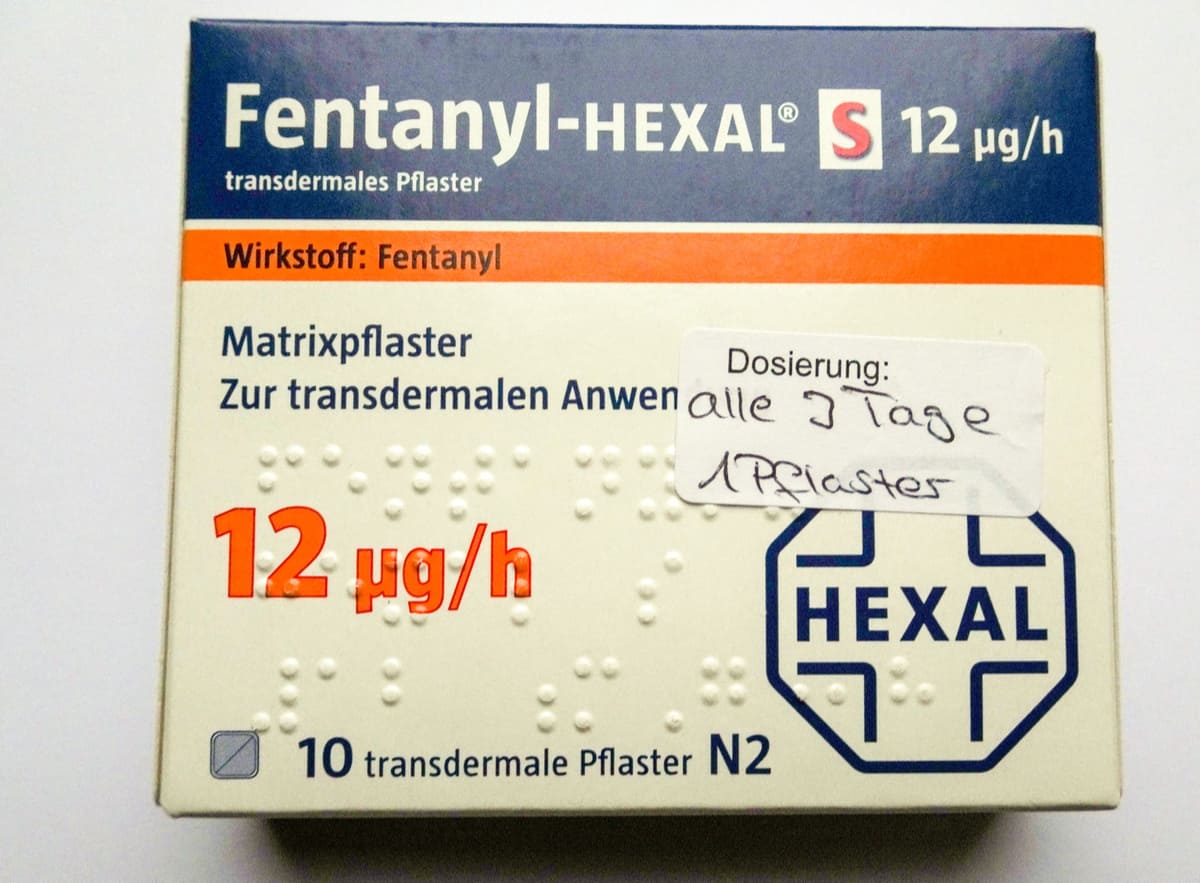 Fentanyl-HEXAL® S 12 µg/h
transdermales Pflaster
Wirkstoff: Fentanyl
Matrixpflaster
Zur transdermalen Anwen
Dosierung:
alle 3 Tage
1 Pflaster
12 µg/h
HEXAL
10 transdermale Pflaster N2